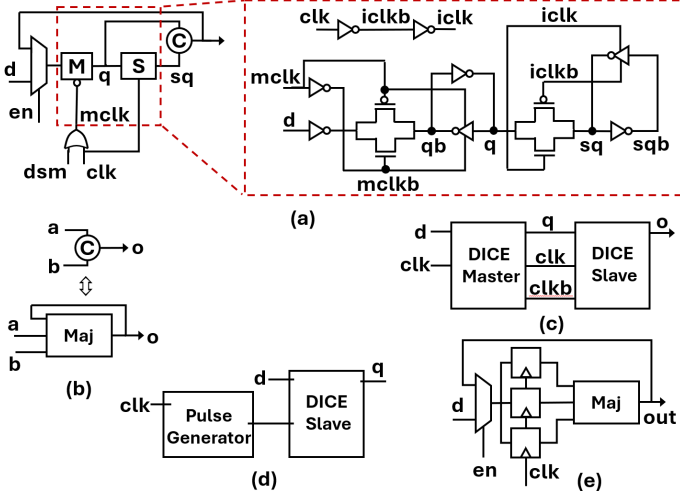 d
en
M
q
S
C
sq
mclk
dsm
clk
clk
iclkb
iclk
mclk
d
qb
q
mclkb
iclk
iclkb
sq
sqb
(a)
a
b
C
o
a
b
Maj
o
(b)
d
clk
DICE
Master
q
clk
clkb
DICE
Slave
o
(c)
clk
Pulse
Generator
d
DICE
Slave
q
(d)
d
en
clk
Maj
out
(e)